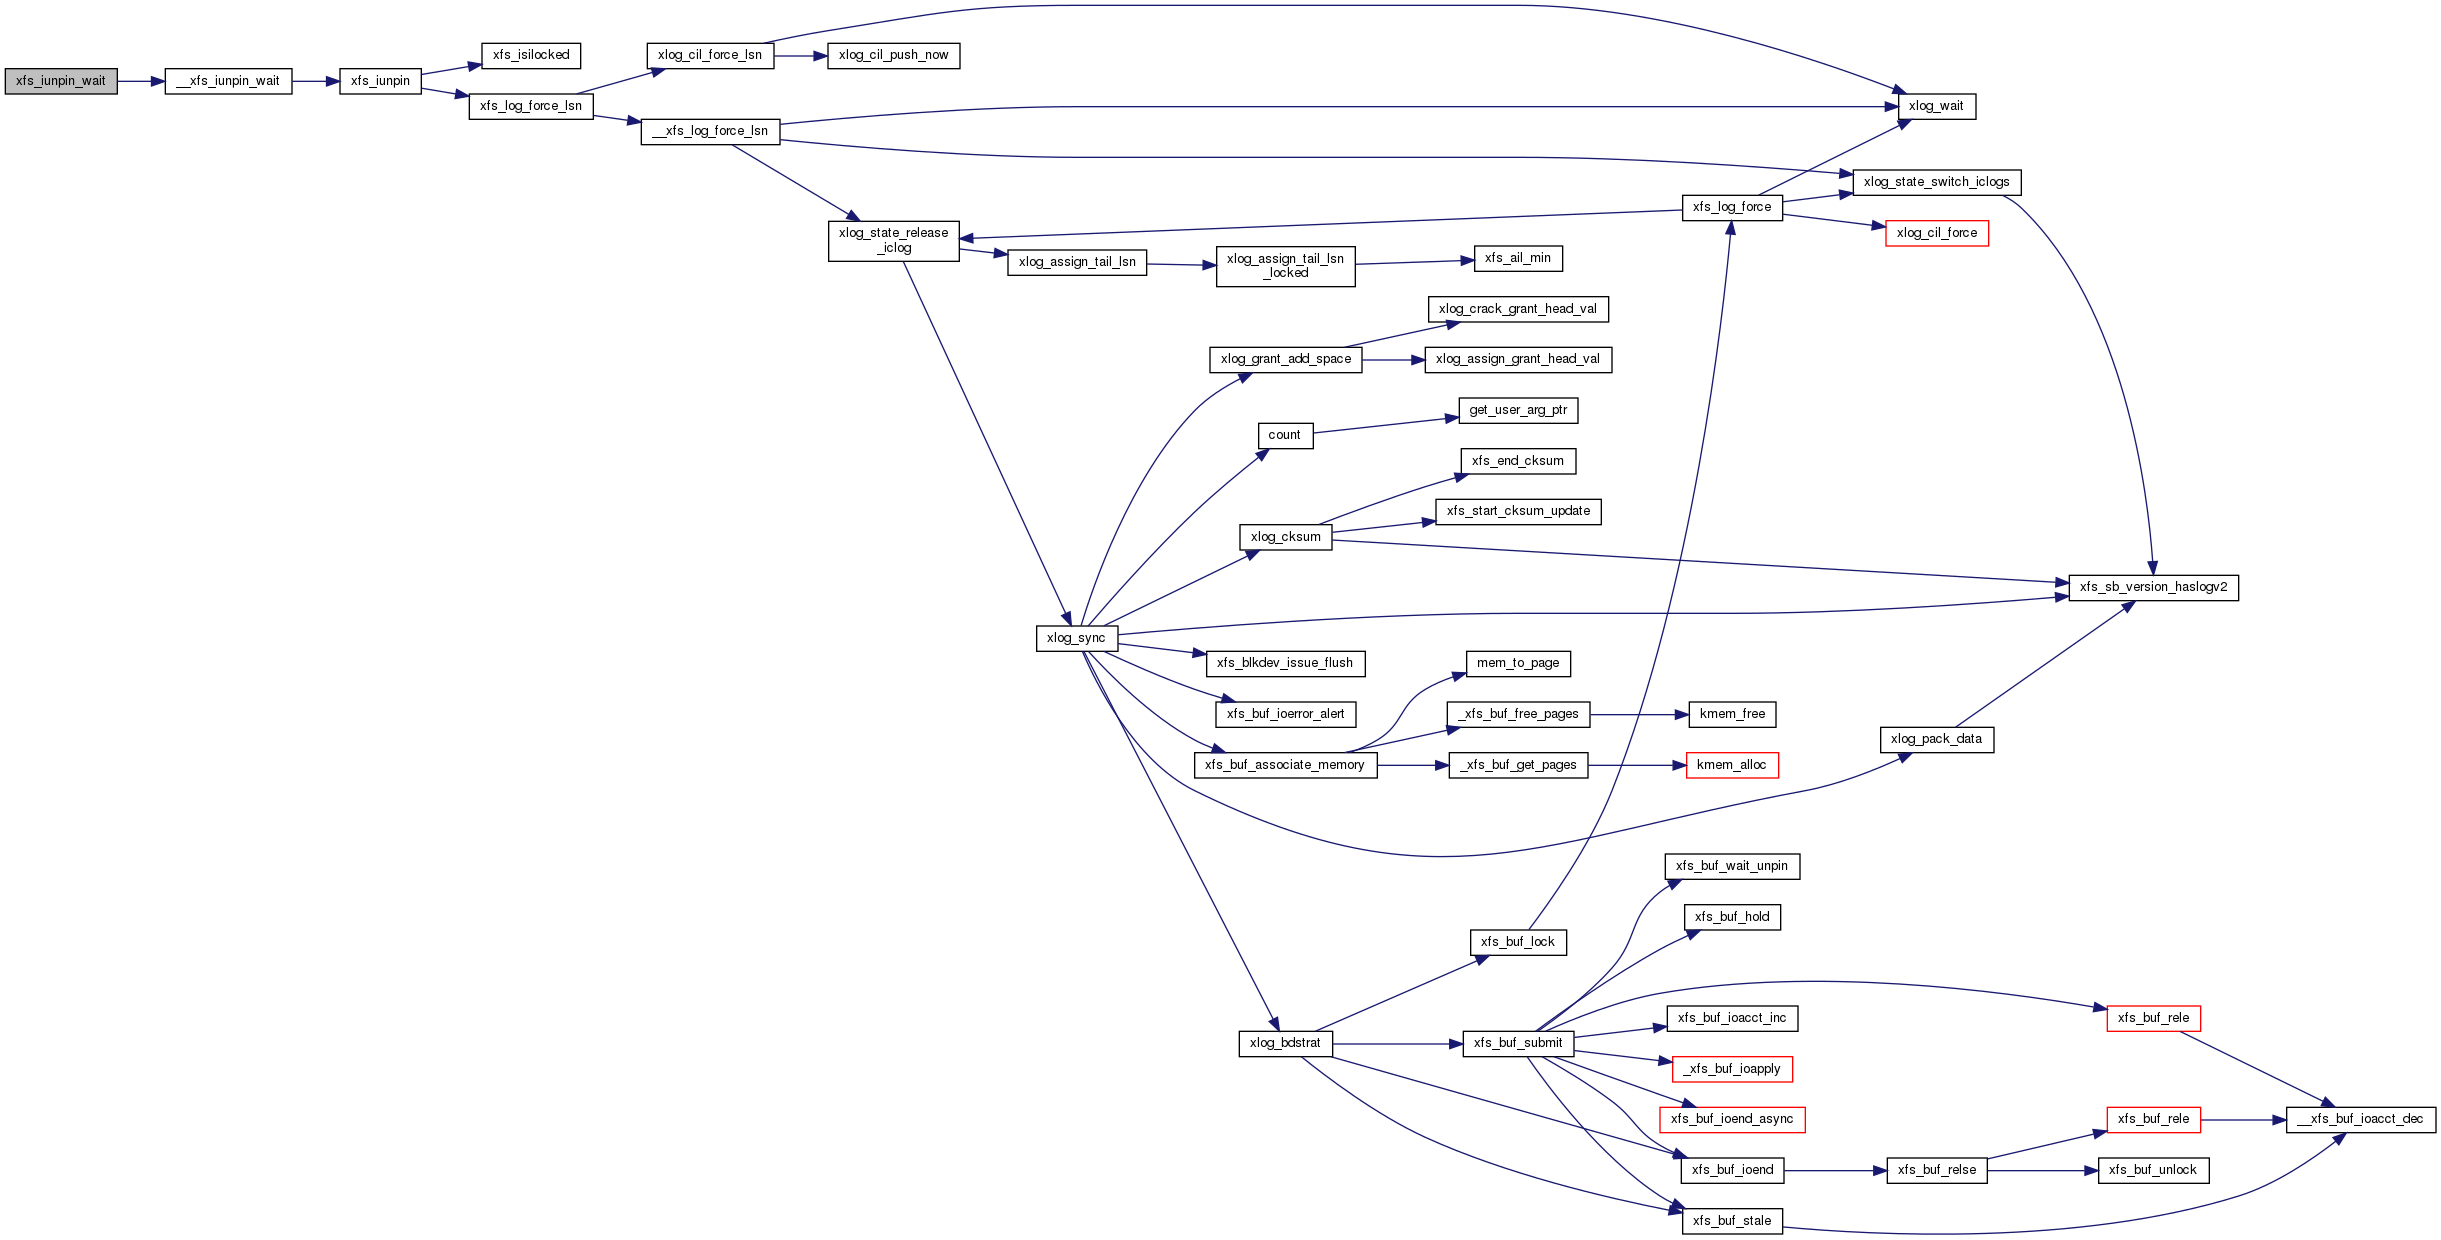 xfs_iunpin_wait
__xfs_iunpin_wait
xfs_iunpin
xfs_isilocked
xfs_log_force_lsn
xlog_cil_force_lsn
xlog_cil_push_now
__xfs_log_force_lsn
xlog_wait
xlog_state_switch_iclogs
xfs_log_force
xlog_cil_force
xlog_state_release
_iclog
xlog_assign_tail_lsn
xlog_assign_tail_lsn
_locked
xfs_ail_min
xlog_crack_grant_head_val
xlog_grant_add_space
xlog_assign_grant_head_val
get_user_arg_ptr
count
xfs_end_cksum
xfs_start_cksum_update
xlog_cksum
xfs_sb_version_haslogv2
xlog_sync
xfs_blkdev_issue_flush
mem_to_page
xfs_buf_ioerror_alert
_xfs_buf_free_pages
kmem_free
xlog_pack_data
xfs_buf_associate_memory
_xfs_buf_get_pages
kmem_alloc
xfs_buf_wait_unpin
xfs_buf_hold
xfs_buf_lock
xfs_buf_ioacct_inc
xfs_buf_rele
xlog_bdstrat
xfs_buf_submit
_xfs_buf_ioapply
xfs_buf_ioend_async
xfs_buf_rele
__xfs_buf_ioacct_dec
xfs_buf_ioend
xfs_buf_relse
xfs_buf_unlock
xfs_buf_stale